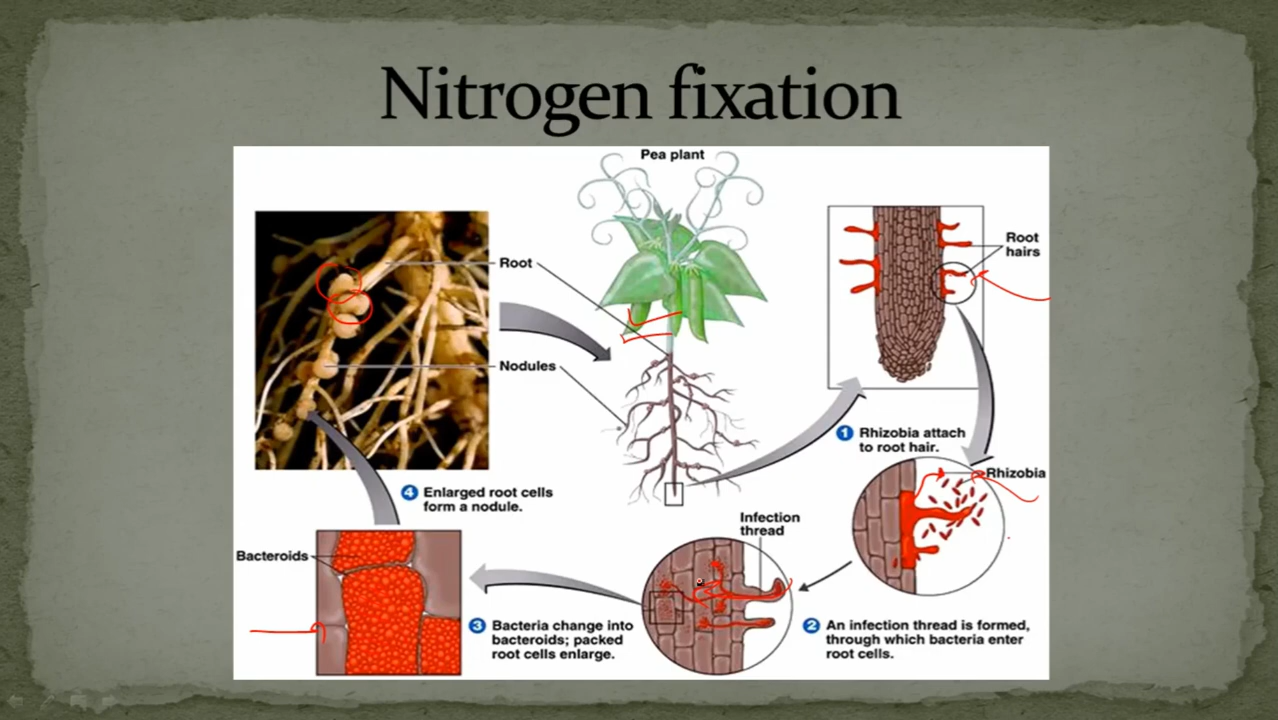 Nitrogen fixation
Pea plant
Root
Nodules
Root
hairs
1 Rhizobia attach
to root hair.
Rhizobia
Infection
thread
2 An infection thread is formed,
through which bacteria enter
root cells.
3 Bacteria change into
bacteroids; packed
root cells enlarge.
Bacteroids
4 Enlarged root cells
form a nodule.